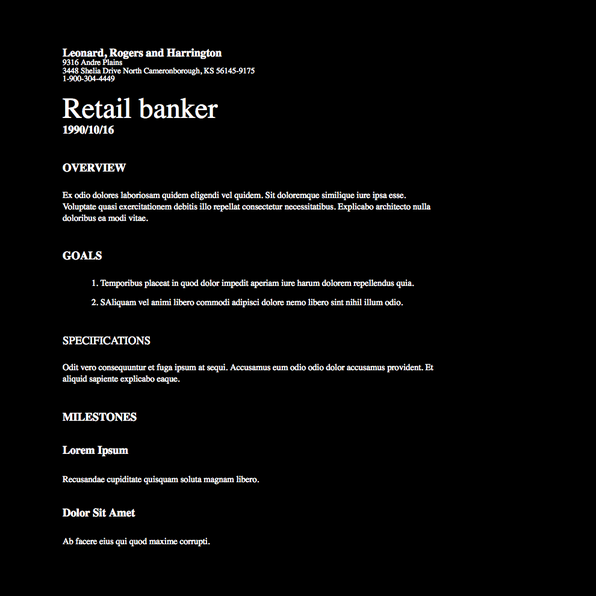 Leonard, Rogers and Harrington
9316 Andre Plains
3448 Shelia Drive North Cameronborough, KS 56145-9175
1-900-304-4449
Retail banker
1990/10/16
OVERVIEW
Ex odio dolores laboriosam quidem eligendi vel quidem. Sit doloremque similique iure ipsa esse.
Voluptate quasi exercitationem debitis illo repellat consectetur necessitatibus. Explicabo architecto nulla
doloribus ea modi vitae.
GOALS
1. Temporibus placeat in quod dolor impedit aperiam iure harum dolorem repellendus quia.
2. SAliquam vel animi libero commodi adipisci dolore nemo libero sint nihil illum odio.
SPECIFICATIONS
Odit vero consequuntur et fuga ipsum at sequi. Accusamus eum odio odio dolor accusamus provident. Et
aliquid sapiente explicabo eaque.
MILESTONES
Lorem Ipsum
Recusandae cupiditate quisquam soluta magnam libero.
Dolor Sit Amet
Ab facere eius qui quod maxime corrupti.